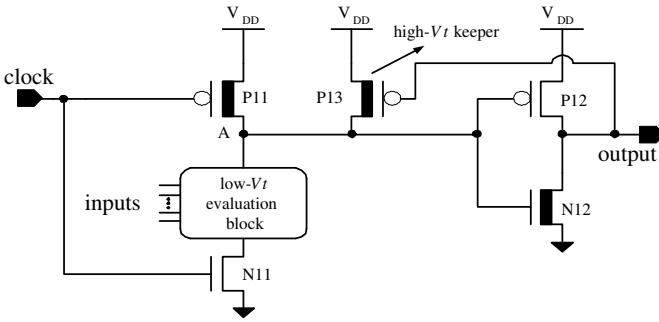 V DD
V DD
V DD
high-Vt keeper
clock
P11
P13
P12
A
output
inputs
low-Vt
evaluation
block
N12
N11